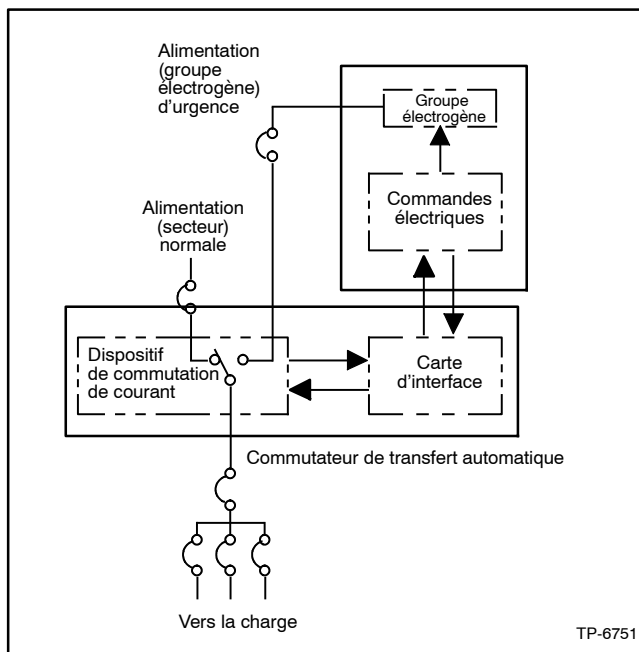 Alimentation
(groupe
électrogène)
d'urgence
Groupe
électrogène
Commandes
électriques
Alimentation
(secteur)
normale
Dispositif
de commutation
de courant
Carte
d'interface
Commutateur de transfert automatique
Vers la charge
TP-6751